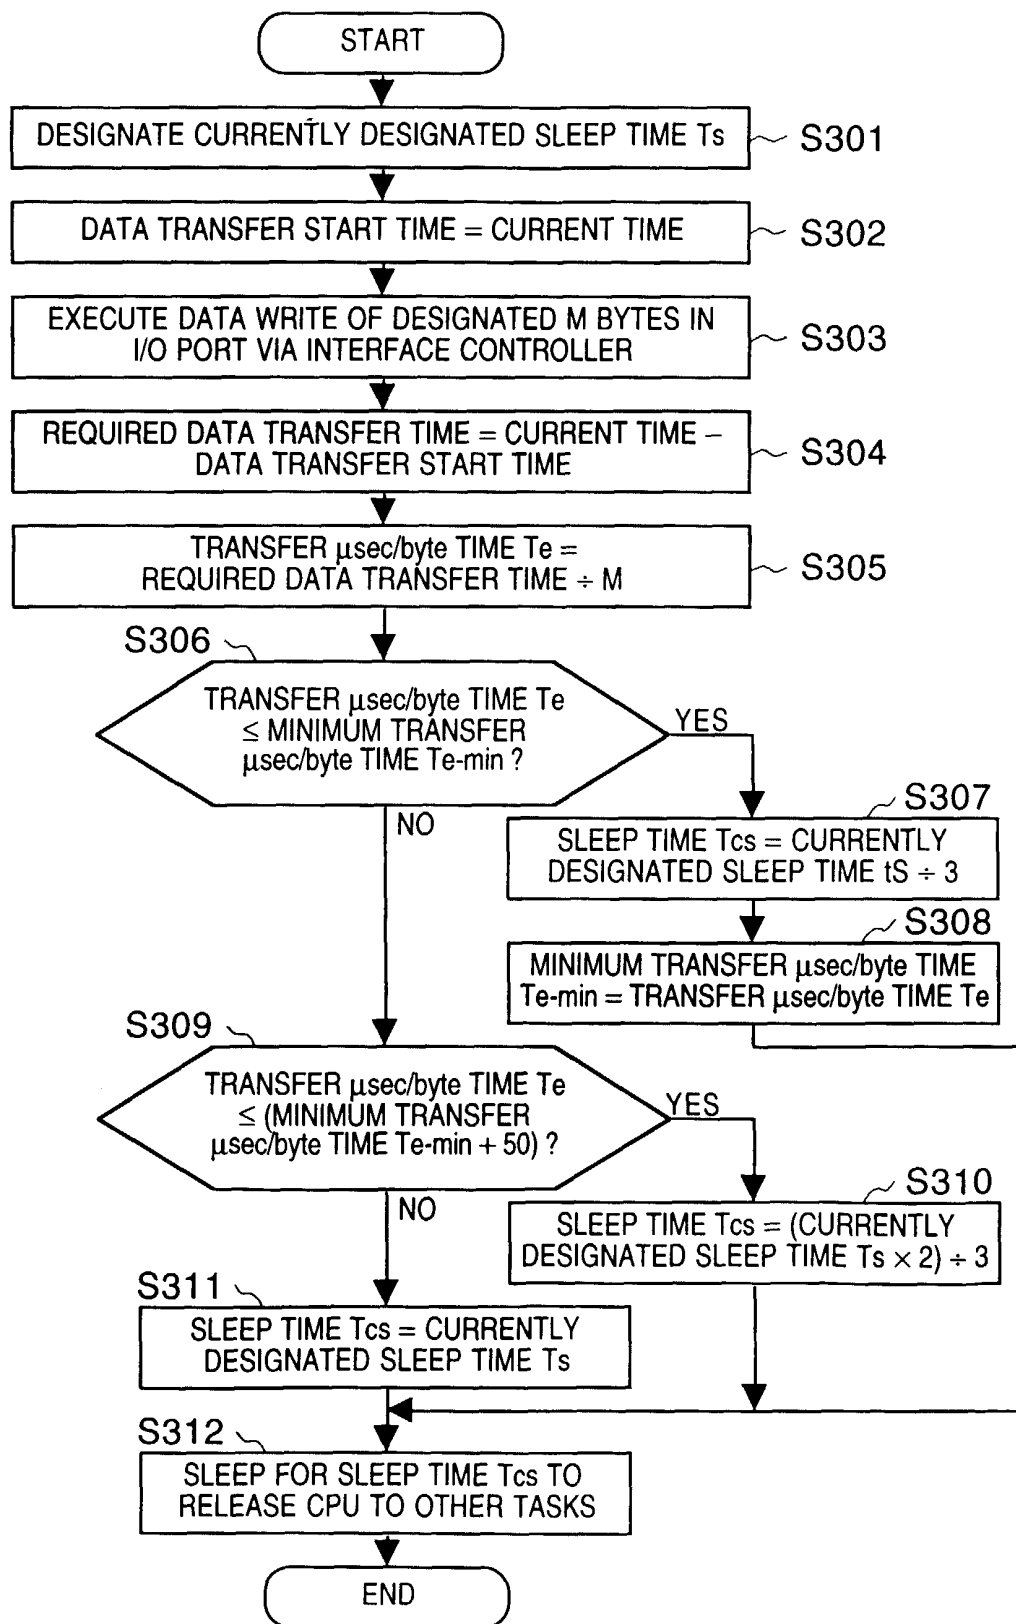 START
DESIGNATE CURRENTLY DESIGNATED SLEEP TIME Ts
S301
DATA TRANSFER START TIME = CURRENT TIME
S302
EXECUTE DATA WRITE OF DESIGNATED M BYTES IN
I/O PORT VIA INTERFACE CONTROLLER
S303
REQUIRED DATA TRANSFER TIME = CURRENT TIME –
DATA TRANSFER START TIME
S304
TRANSFER μsec/byte TIME Te =
REQUIRED DATA TRANSFER TIME ÷ M
S305
S306
TRANSFER μsec/byte TIME Te
≤ MINIMUM TRANSFER
μsec/byte TIME Te-min ?
YES
NO
S307
SLEEP TIME Tcs = CURRENTLY
DESIGNATED SLEEP TIME tS ÷ 3
S308
MINIMUM TRANSFER μsec/byte TIME
Te-min = TRANSFER μsec/byte TIME Te
S309
TRANSFER μsec/byte TIME Te
≤ (MINIMUM TRANSFER
μsec/byte TIME Te-min + 50) ?
YES
NO
S310
SLEEP TIME Tcs = (CURRENTLY
DESIGNATED SLEEP TIME Ts × 2) ÷ 3
S311
SLEEP TIME Tcs = CURRENTLY
DESIGNATED SLEEP TIME Ts
S312
SLEEP FOR SLEEP TIME Tcs TO
RELEASE CPU TO OTHER TASKS
END